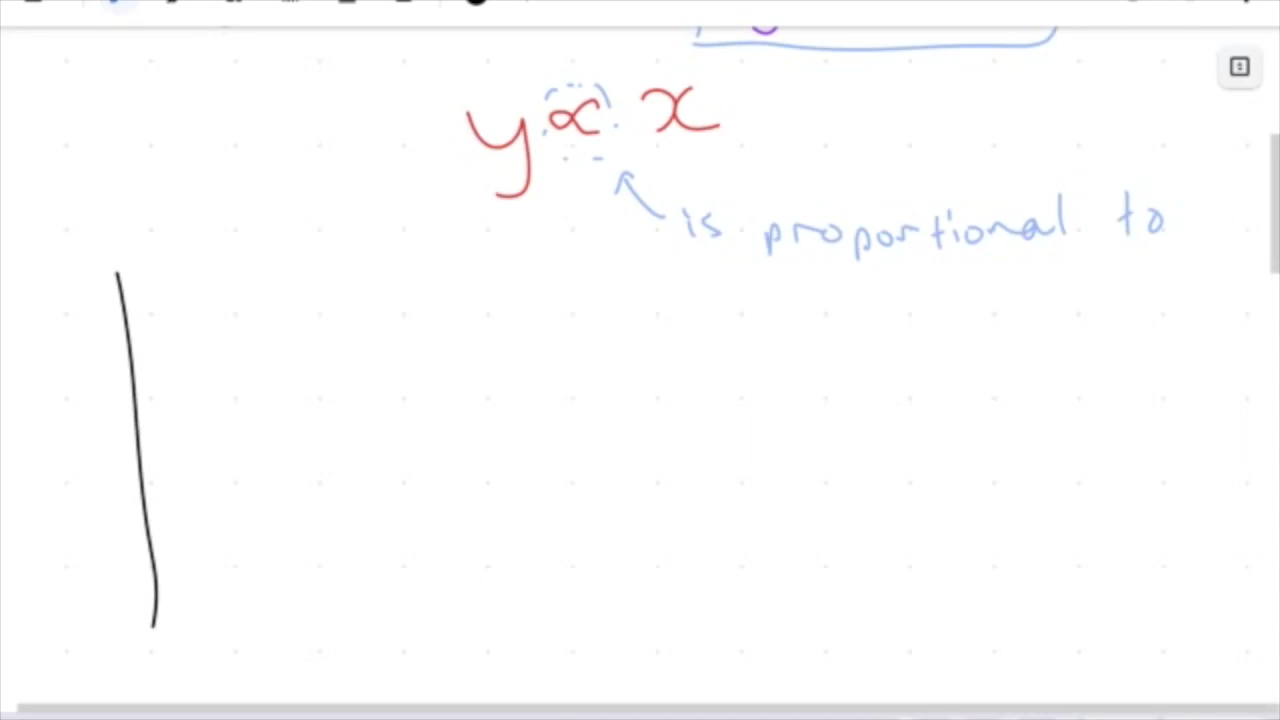 y ∝ x
is proportional to